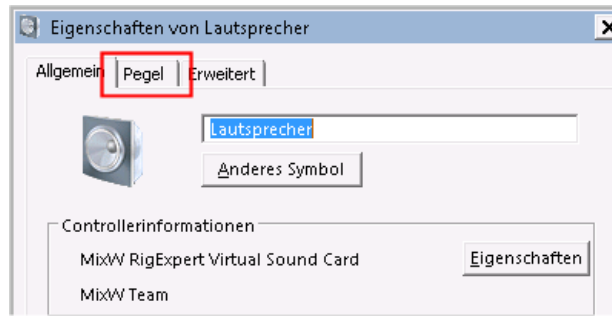 Eigenschaften von Lautsprecher
Allgemein Pegel Erweitert
Lautsprecher
Anderes Symbol
Controllerinformationen
MixW RigExpert Virtual Sound Card Eigenschaften
MixW Team